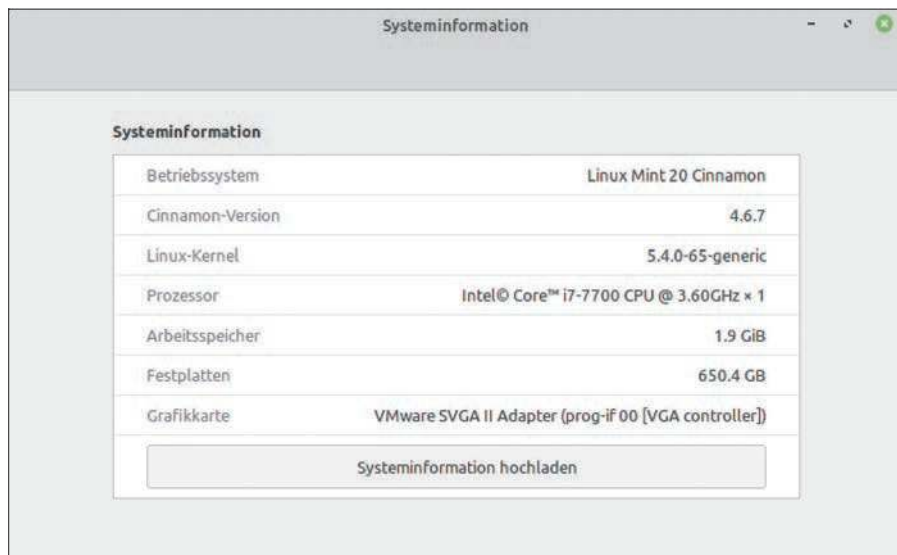 Systeminformation
Systeminformation
Betriebssystem Linux Mint 20 Cinnamon
Cinnamon-Version 4.6.7
Linux-Kernel 5.4.0-65-generic
Prozessor Intel© Core™ i7-7700 CPU @ 3.60GHz × 1
Arbeitsspeicher 1.9 GiB
Festplatten 650.4 GB
Grafikkarte VMware SVGA II Adapter (prog-if 00 [VGA controller])
Systeminformation hochladen